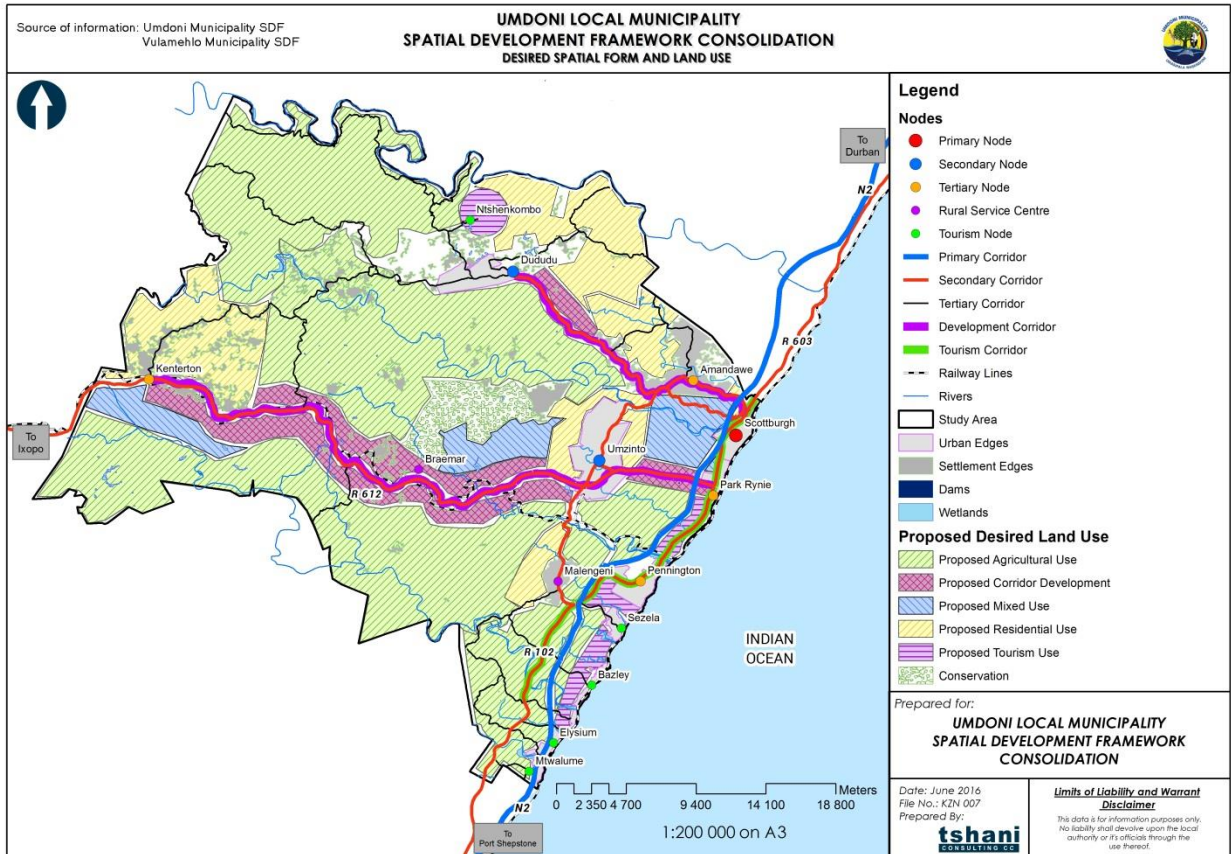 Source of information: Umdoni Municipality SDF
Vulamehlo Municipality SDF
UMDONI LOCAL MUNICIPALITY
SPATIAL DEVELOPMENT FRAMEWORK CONSOLIDATION
DESIRED SPATIAL FORM AND LAND USE
To
Durban
N2
Ntshenkombo
Dududu
R 603
Kenterton
Amandawe
Scottburgh
To
Ixopo
Umzinto
Braemar
R 612
Park Rynie
Malengeni
Pennington
Sezela
INDIAN
OCEAN
R 102
Bazley
Elysium
Mtwalume
N2
To
Port Shepstone
Meters
0 2 350 4 700 9 400 14 100 18 800
1:200 000 on A3
Legend
Nodes
Primary Node
Secondary Node
Tertiary Node
Rural Service Centre
Tourism Node
Primary Corridor
Secondary Corridor
Tertiary Corridor
Development Corridor
Tourism Corridor
Railway Lines
Rivers
Study Area
Urban Edges
Settlement Edges
Dams
Wetlands
Proposed Desired Land Use
Proposed Agricultural Use
Proposed Corridor Development
Proposed Mixed Use
Proposed Residential Use
Proposed Tourism Use
Conservation
Prepared for:
UMDONI LOCAL MUNICIPALITY
SPATIAL DEVELOPMENT FRAMEWORK
CONSOLIDATION
Date: June 2016
File No.: KZN 007
Prepared By:
tshani
CONSULTING CC
Limits of Liability and Warrant
Disclaimer
This data is for information purposes only.
No liability shall devolve upon the local
authority or it's officials through the
use thereof.